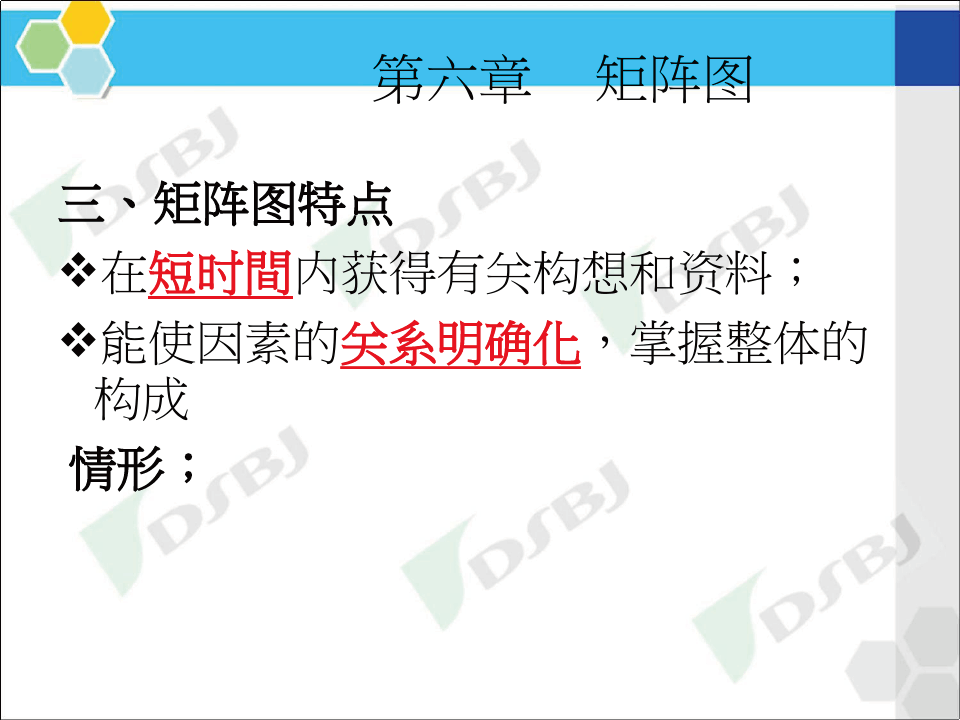 第六章 矩阵图
三、矩阵图特点
❖在短时間内获得有关构想和资料；
❖能使因素的关系明确化，掌握整体的
构成
情形；
DSBJ
DSBJ
DSBJ
DSBJ
DSBJ
DSBJ